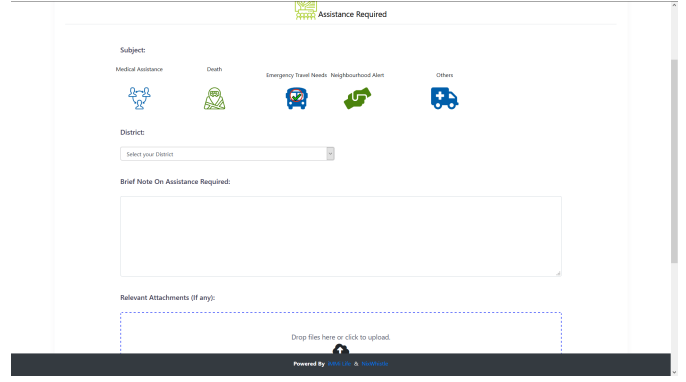 Assistance Required
Subject:
Medical Assistance Death Emergency Travel Needs Neighbourhood Alert Others
District:
Select your District
Brief Note On Assistance Required:
Relevant Attachments (If any):
Drop files here or click to upload.
Powered By &